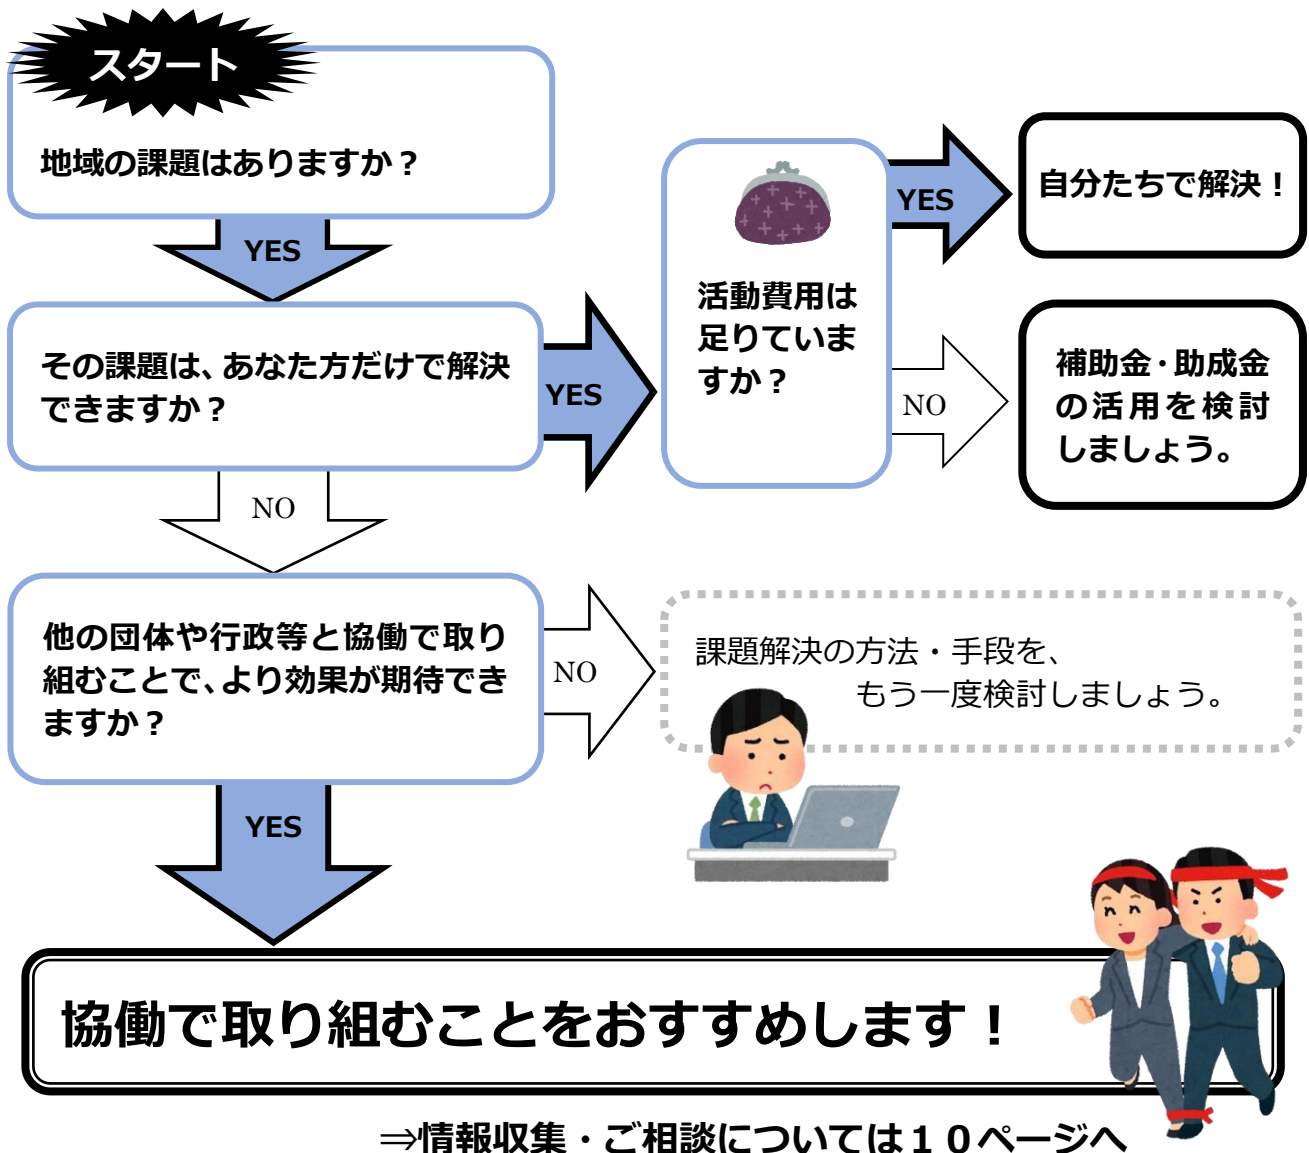 スタート
地域の課題はありますか？
YES
その課題は、あなた方だけで解決
できますか？
YES
活動費用は
足りていま
すか？
YES
自分たちで解決！
NO
補助金・助成金
の活用を検討
しましょう。
NO
他の団体や行政等と協働で取り
組むことで、より効果が期待でき
ますか？
NO
課題解決の方法・手段を、
もう一度検討しましょう。
YES
協働で取り組むことをおすすめします！
⇒情報収集・ご相談については１０ページへ